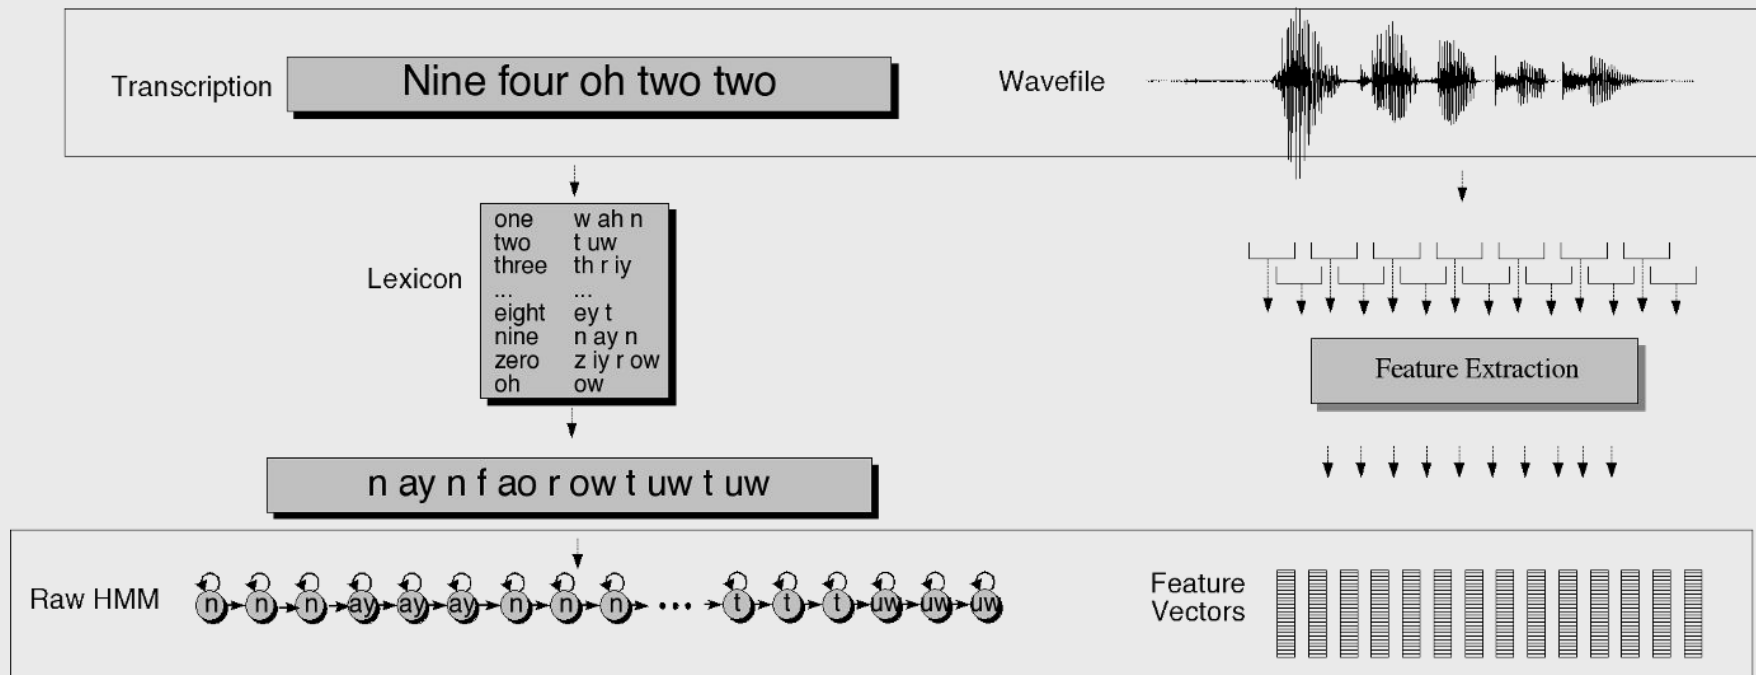 Transcription
Nine four oh two two
Wavefile
Lexicon
one w ah n
two t uw
three th r iy
... ...
eight ey t
nine n ay n
zero z iy r ow
oh ow
Feature Extraction
n ay n f ao r ow t uw t uw
Raw HMM
n n n ay ay ay n n n ... t t t uw uw uw
Feature
Vectors